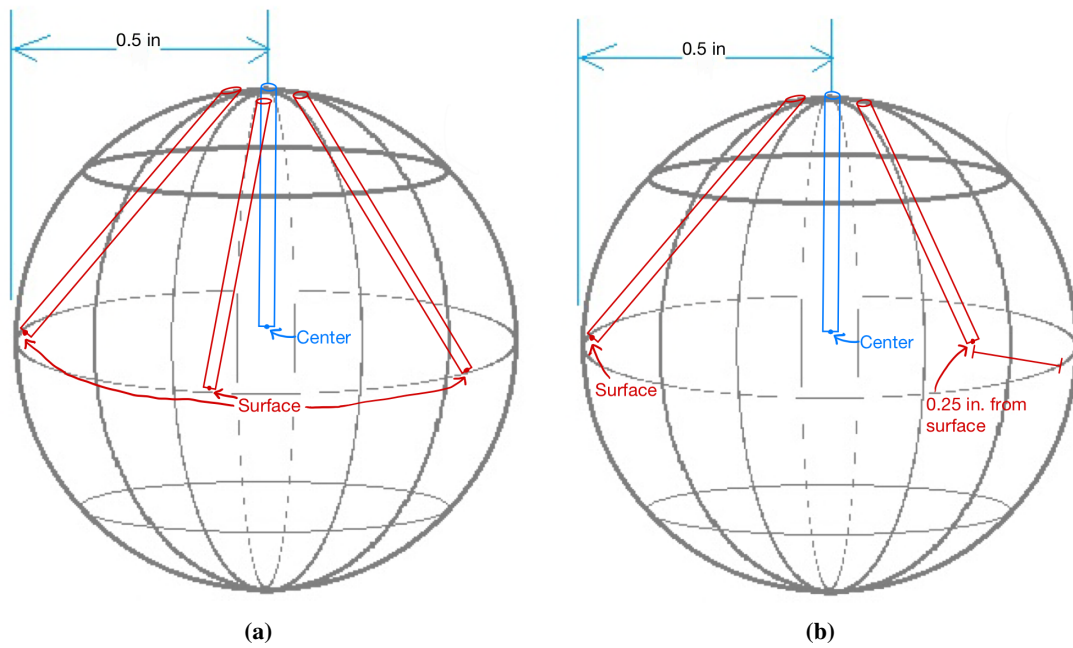 0.5 in
Center
Surface
(a)
0.5 in
Center
Surface
0.25 in. from
surface
(b)